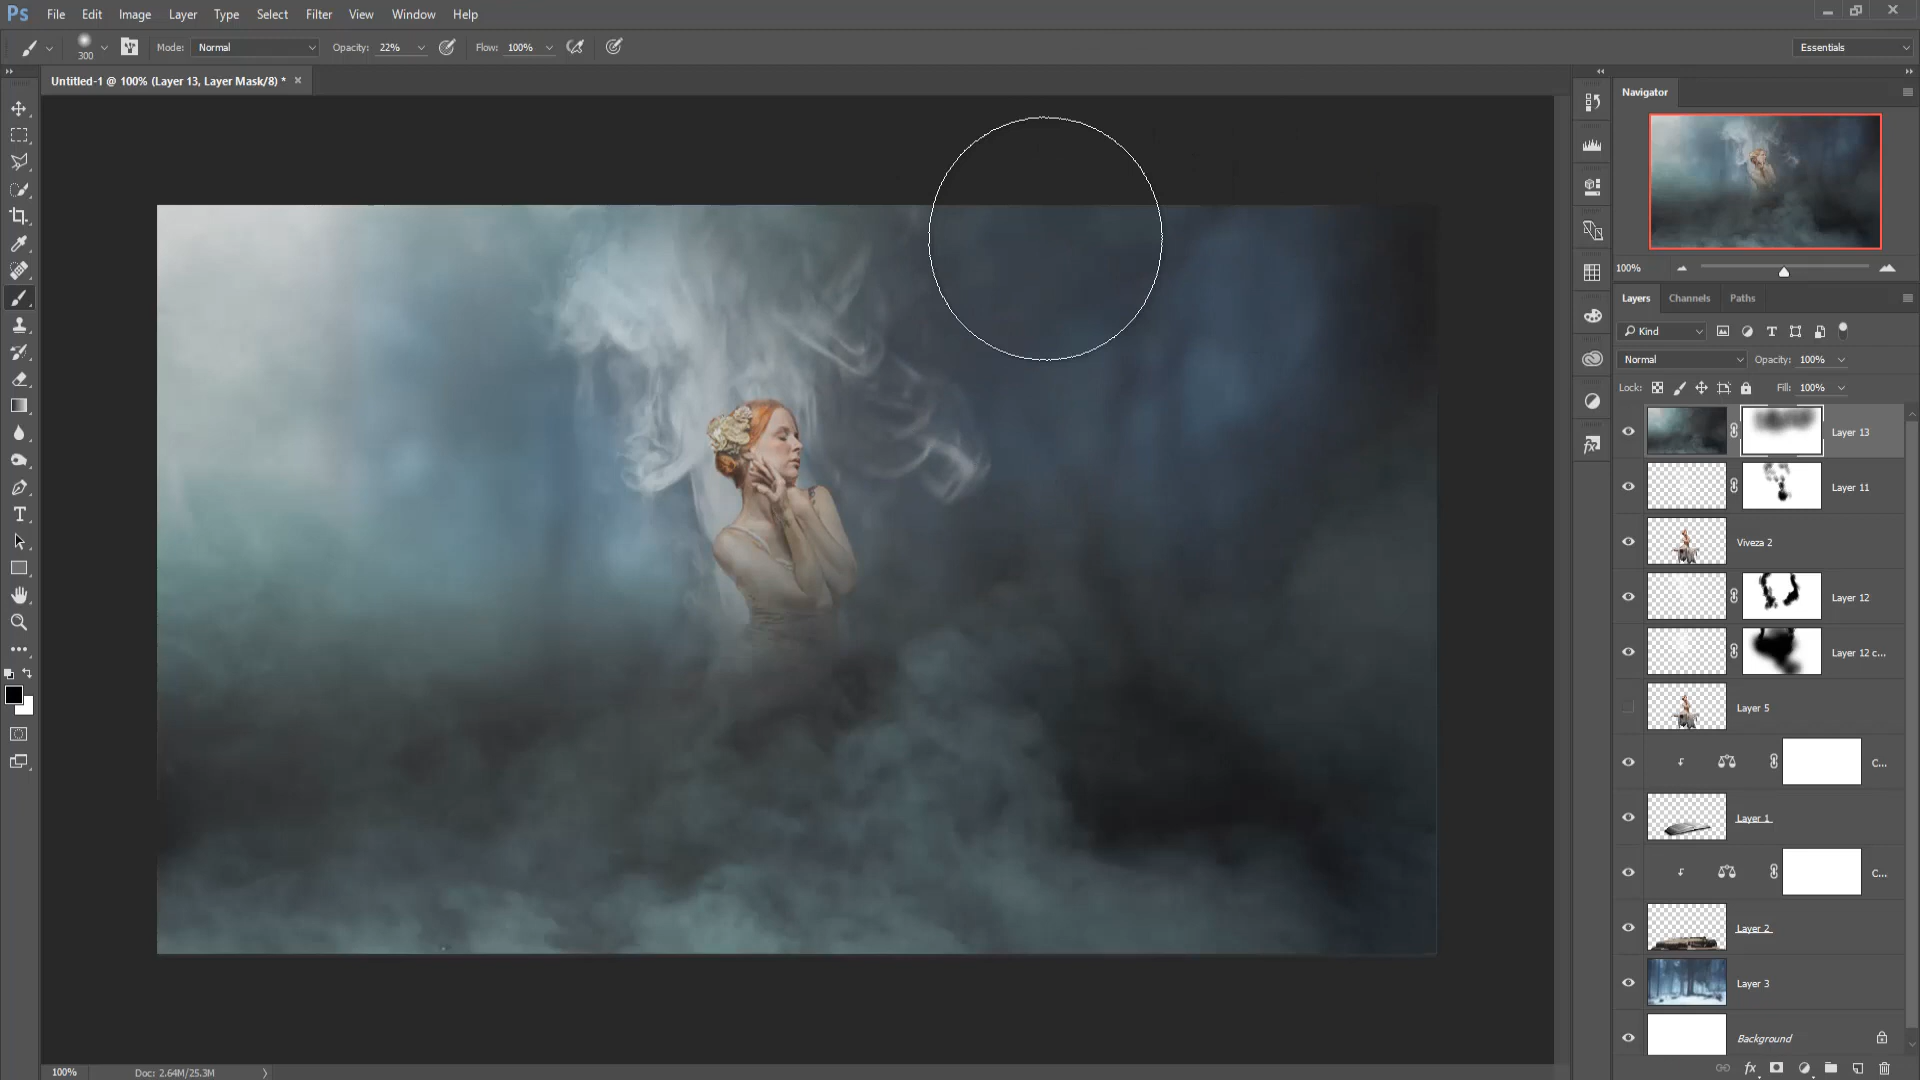 Ps File Edit Image Layer Type Select Filter 3D View Window Help
300 Mode: Normal Opacity: 22% Flow: 100% Essentials
Untitled-1 @ 100% (Layer 13, Layer Mask/8) * ×
Navigator
100%
Layers Channels Paths
Kind
Normal Opacity: 100%
Lock: Fill: 100%
Layer 13
Layer 11
Viveza 2
Layer 12
Layer 12 c...
Layer 5
C...
Layer 1
C...
Layer 2
Layer 3
Background
fx
100% Doc: 2.64M/25.3M